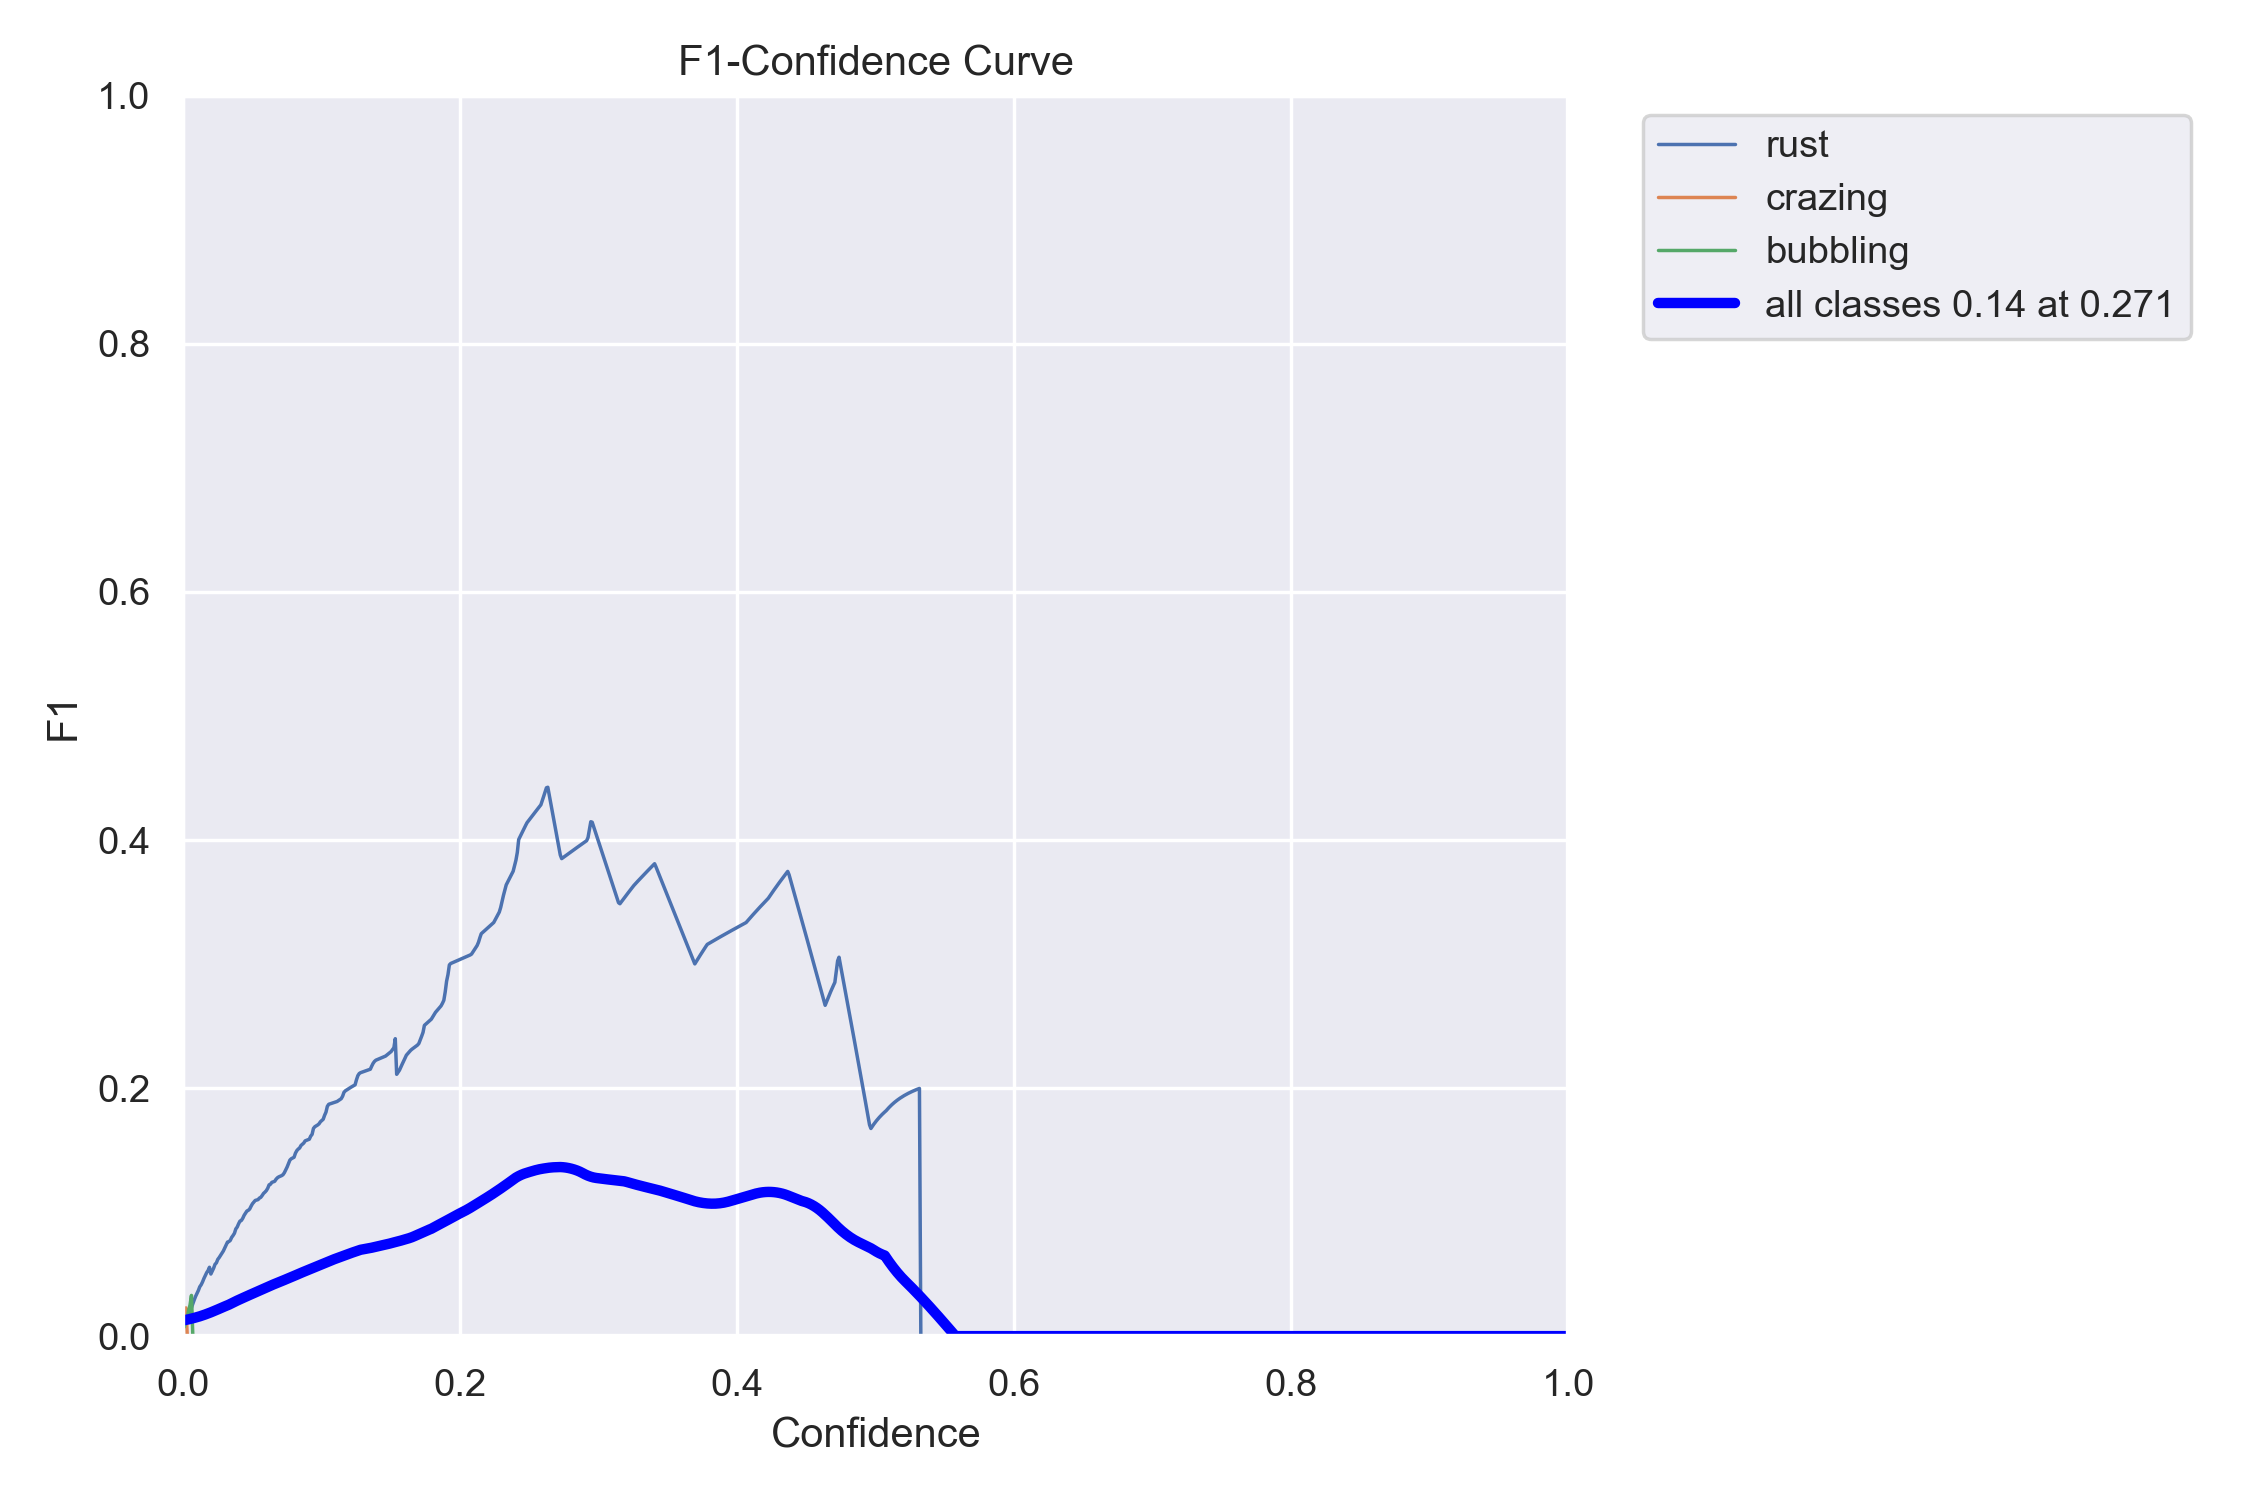 F1-Confidence Curve
1.0
0.8
0.6
0.4
0.2
0.0
F1
0.0 0.2 0.4 0.6 0.8 1.0
Confidence
rust
crazing
bubbling
all classes 0.14 at 0.271